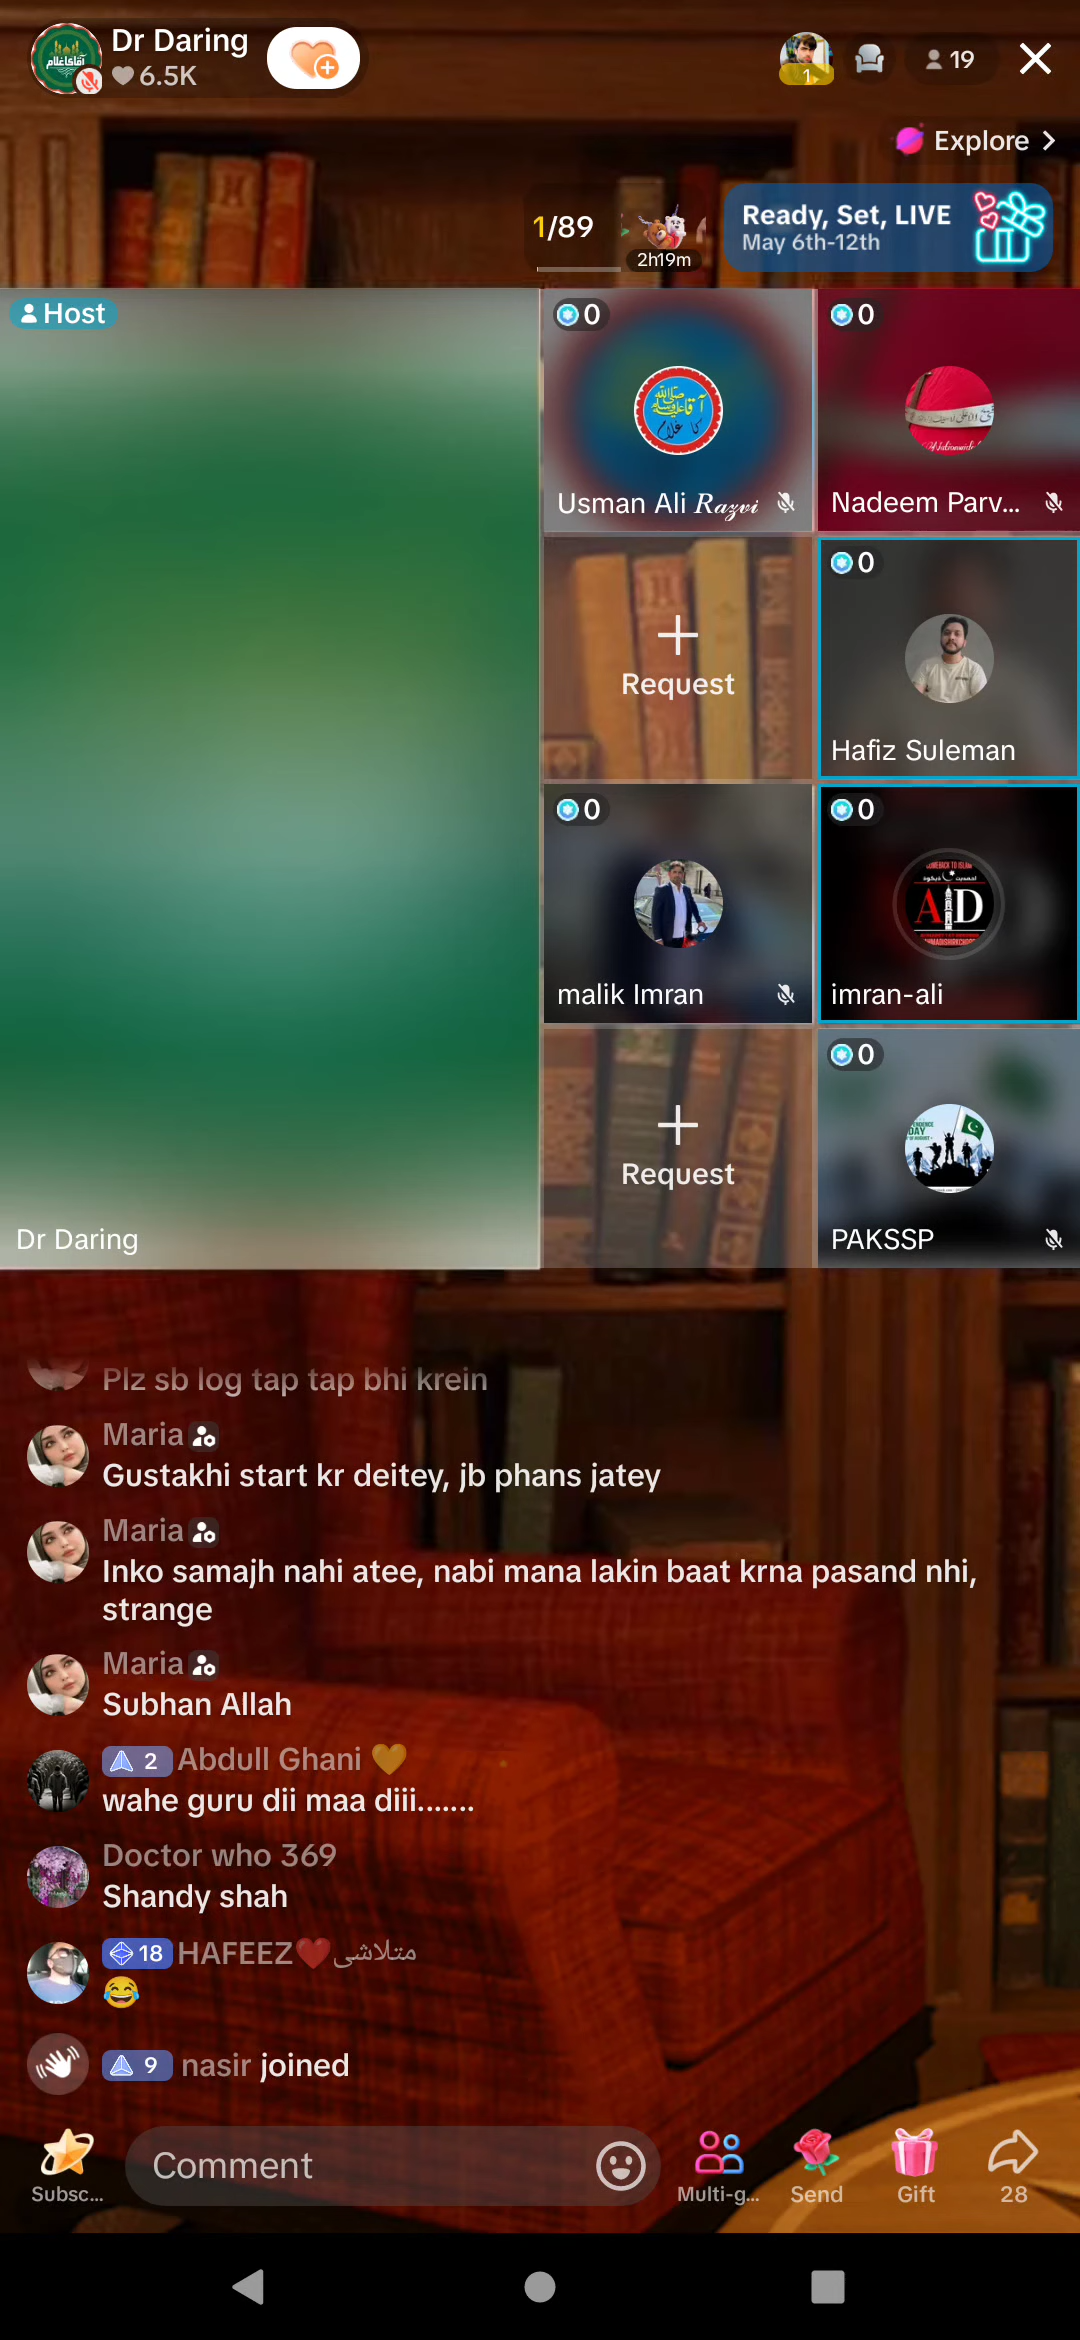 Dr Daring
6.5K
1
19
Explore
1/89
2h19m
Ready, Set, LIVE
May 6th-12th
Host
0
0
Usman Ali Razvi
Nadeem Parv...
Request
0
Hafiz Suleman
0
malik Imran
0
AID
imran-ali
Request
0
PAKSSP
Dr Daring
Plz sb log tap tap bhi krein
Maria
Gustakhi start kr deitey, jb phans jatey
Maria
Inko samajh nahi atee, nabi mana lakin baat krna pasand nhi,
strange
Maria
Subhan Allah
2 Abdull Ghani 💛
wahe guru dii maa diii.......
Doctor who 369
Shandy shah
18 HAFEEZ❤️متلاشی
😂
9 nasir joined
Subsc...
Comment
Multi-g...
Send
Gift
28